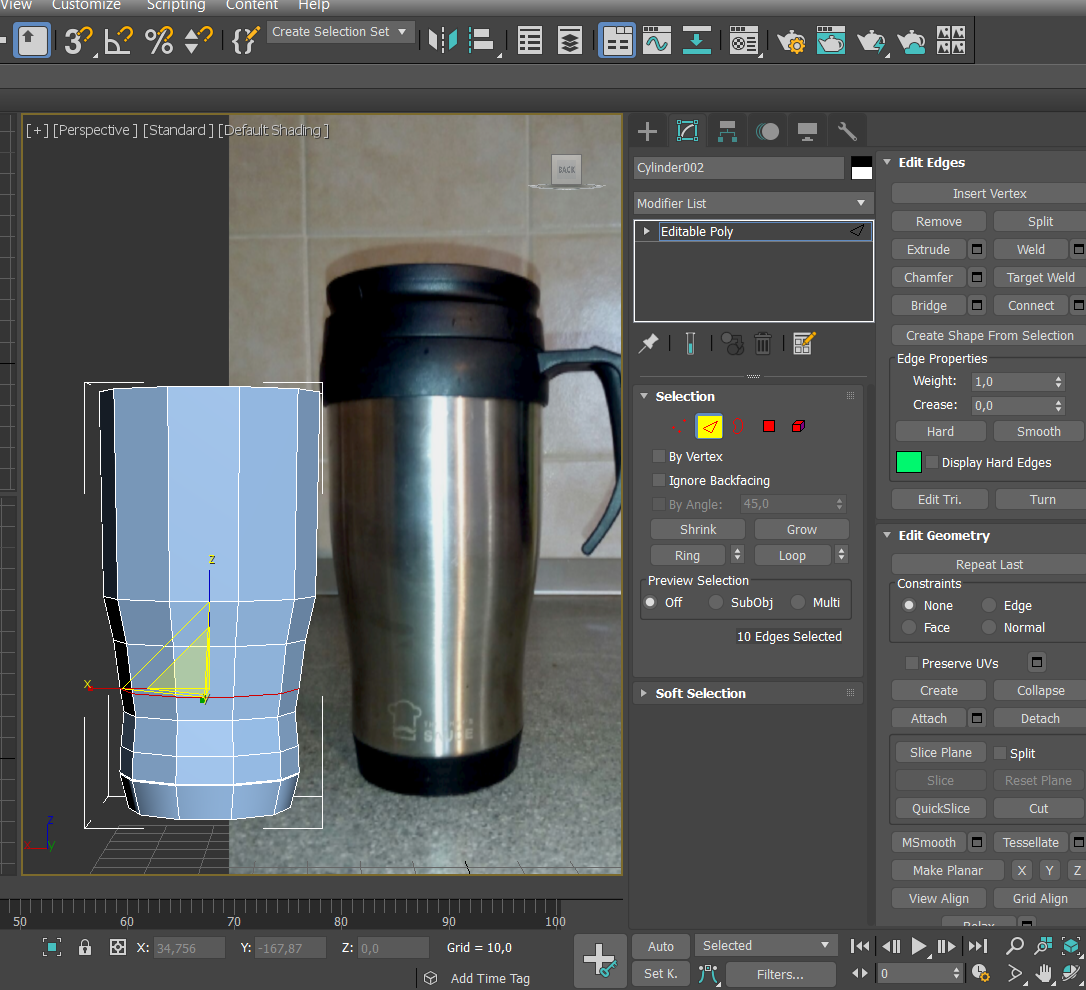 View Customize Scripting Content Help
Create Selection Set
[+] [Perspective ] [Standard ] [Default Shading ]
BACK
z
x
y
SAUCE
z
x
y
Cylinder002
Modifier List
Editable Poly
Selection
By Vertex
Ignore Backfacing
By Angle: 45,0
Shrink Grow
Ring Loop
Preview Selection
Off SubObj Multi
10 Edges Selected
Soft Selection
Edit Edges
Insert Vertex
Remove Split
Extrude Weld
Chamfer Target Weld
Bridge Connect
Create Shape From Selection
Edge Properties
Weight: 1,0
Crease: 0,0
Hard Smooth
Display Hard Edges
Edit Tri. Turn
Edit Geometry
Repeat Last
Constraints
None Edge
Face Normal
Preserve UVs
Create Collapse
Attach Detach
Slice Plane Split
Slice Reset Plane
QuickSlice Cut
MSmooth Tessellate
Make Planar X Y Z
View Align Grid Align
Relax
50 60 70 80 90 100
X: 34,756 Y: -167,87 Z: 0,0 Grid = 10,0
Add Time Tag
Auto Selected
Set K. Filters...
0